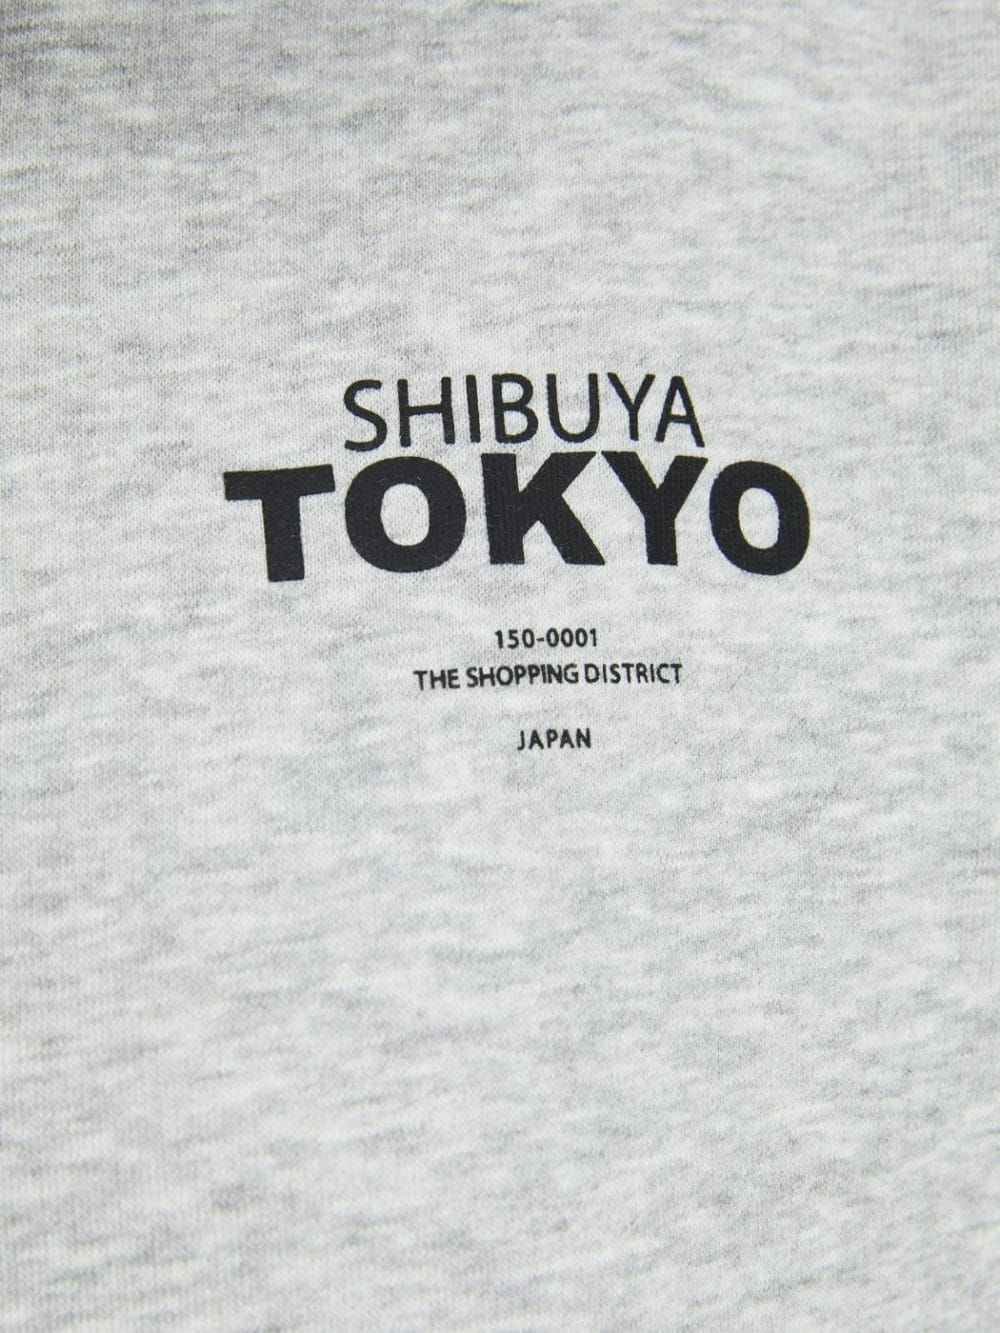 SHIBUYA
TOKYO
150-0001
THE SHOPPING DISTRICT
JAPAN